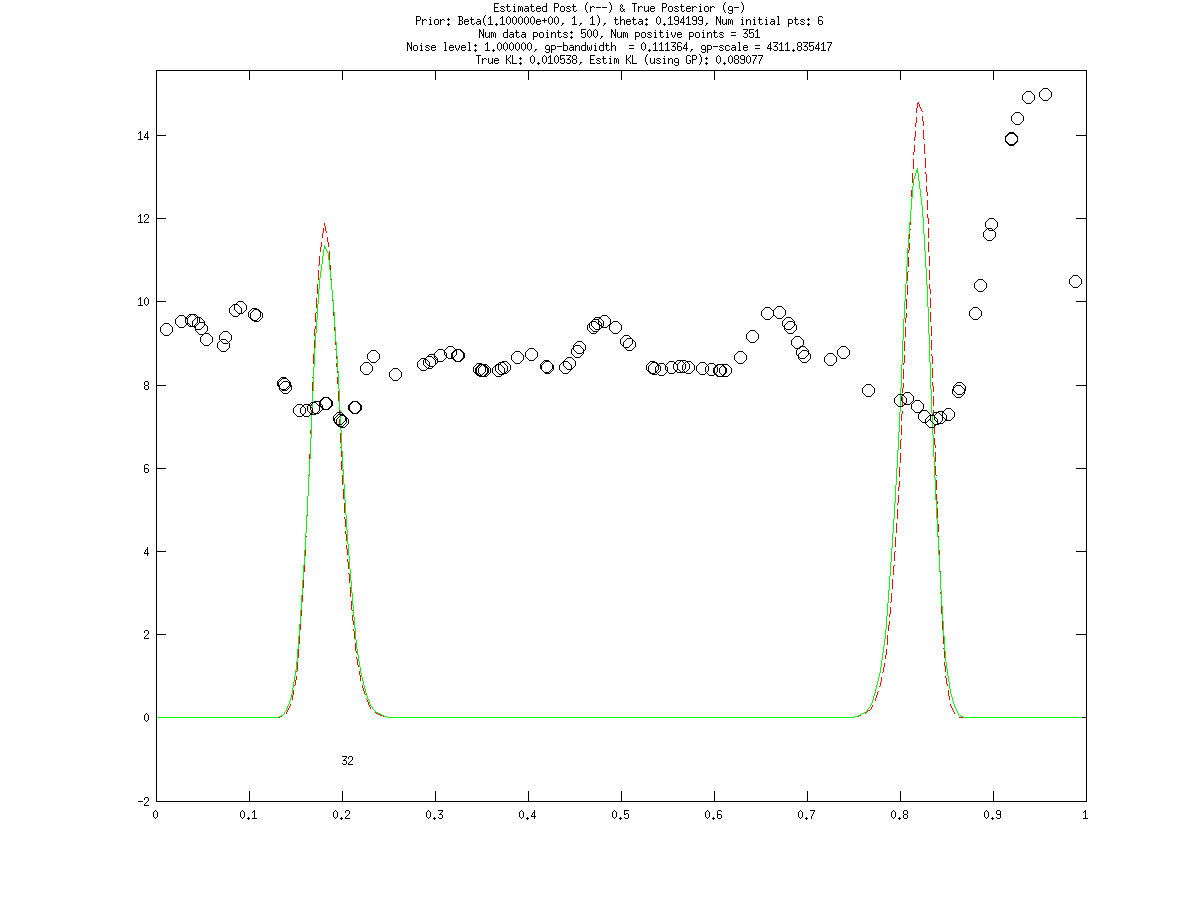 Estimated Post (r--) & True Posterior (g-)
Prior: Beta(1.100000e+00, 1, 1), theta: 0.194199, Num initial pts: 6
Num data points: 500, Num positive points = 351
Noise level: 1.000000, gp-bandwidth  = 0.111364, gp-scale = 4311.835417
True KL: 0.010538, Estim KL (using GP): 0.089077
14
12
10
8
6
4
2
0
32
-2
0 0.1 0.2 0.3 0.4 0.5 0.6 0.7 0.8 0.9 1